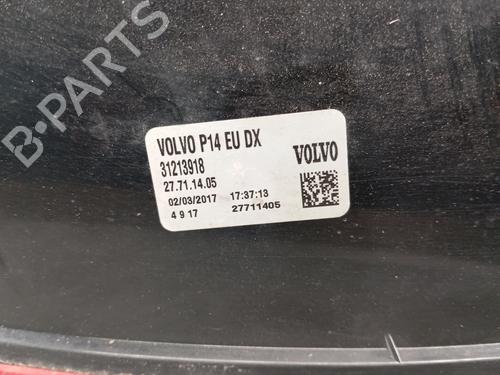 B-PARTS
VOLVO P14 EU DX
31213918
VOLVO
27.71.14.05
02/03/2017 17:37:13
4 9 17 27711405